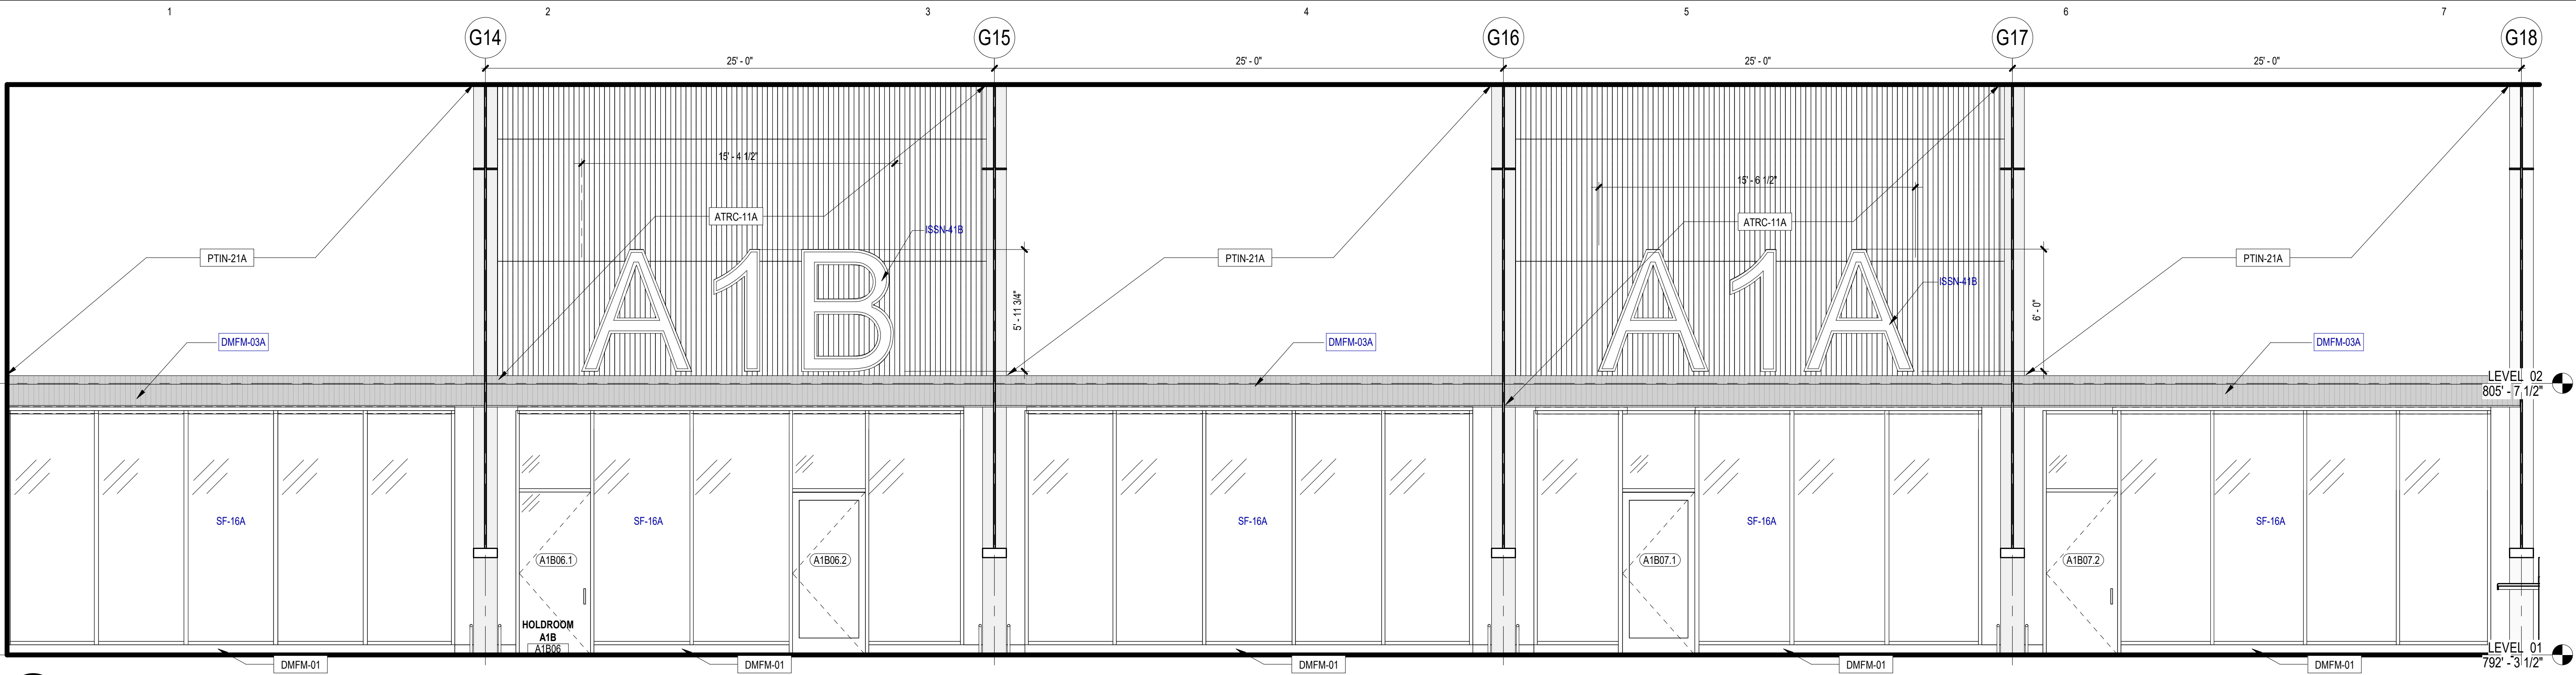 1 2 3 4 5 6 7
G14 G15 G16 G17 G18
25' - 0" 25' - 0" 25' - 0" 25' - 0"
15' - 4 1/2"
15' - 6 1/2"
ATRC-11A
ATRC-11A
ISSN-41B
PTIN-21A
PTIN-21A
PTIN-21A
ISSN-41B
A1B
5' - 11 3/4"
A1A
6' - 0"
DMFM-03A
DMFM-03A
DMFM-03A
LEVEL 02
805' - 7 1/2"
SF-16A
SF-16A
SF-16A
SF-16A
SF-16A
A1B06.1
A1B06.2
A1B07.1
A1B07.2
HOLDROOM
A1B
A1B06
LEVEL 01
792' - 3 1/2"
DMFM-01
DMFM-01
DMFM-01
DMFM-01
DMFM-01